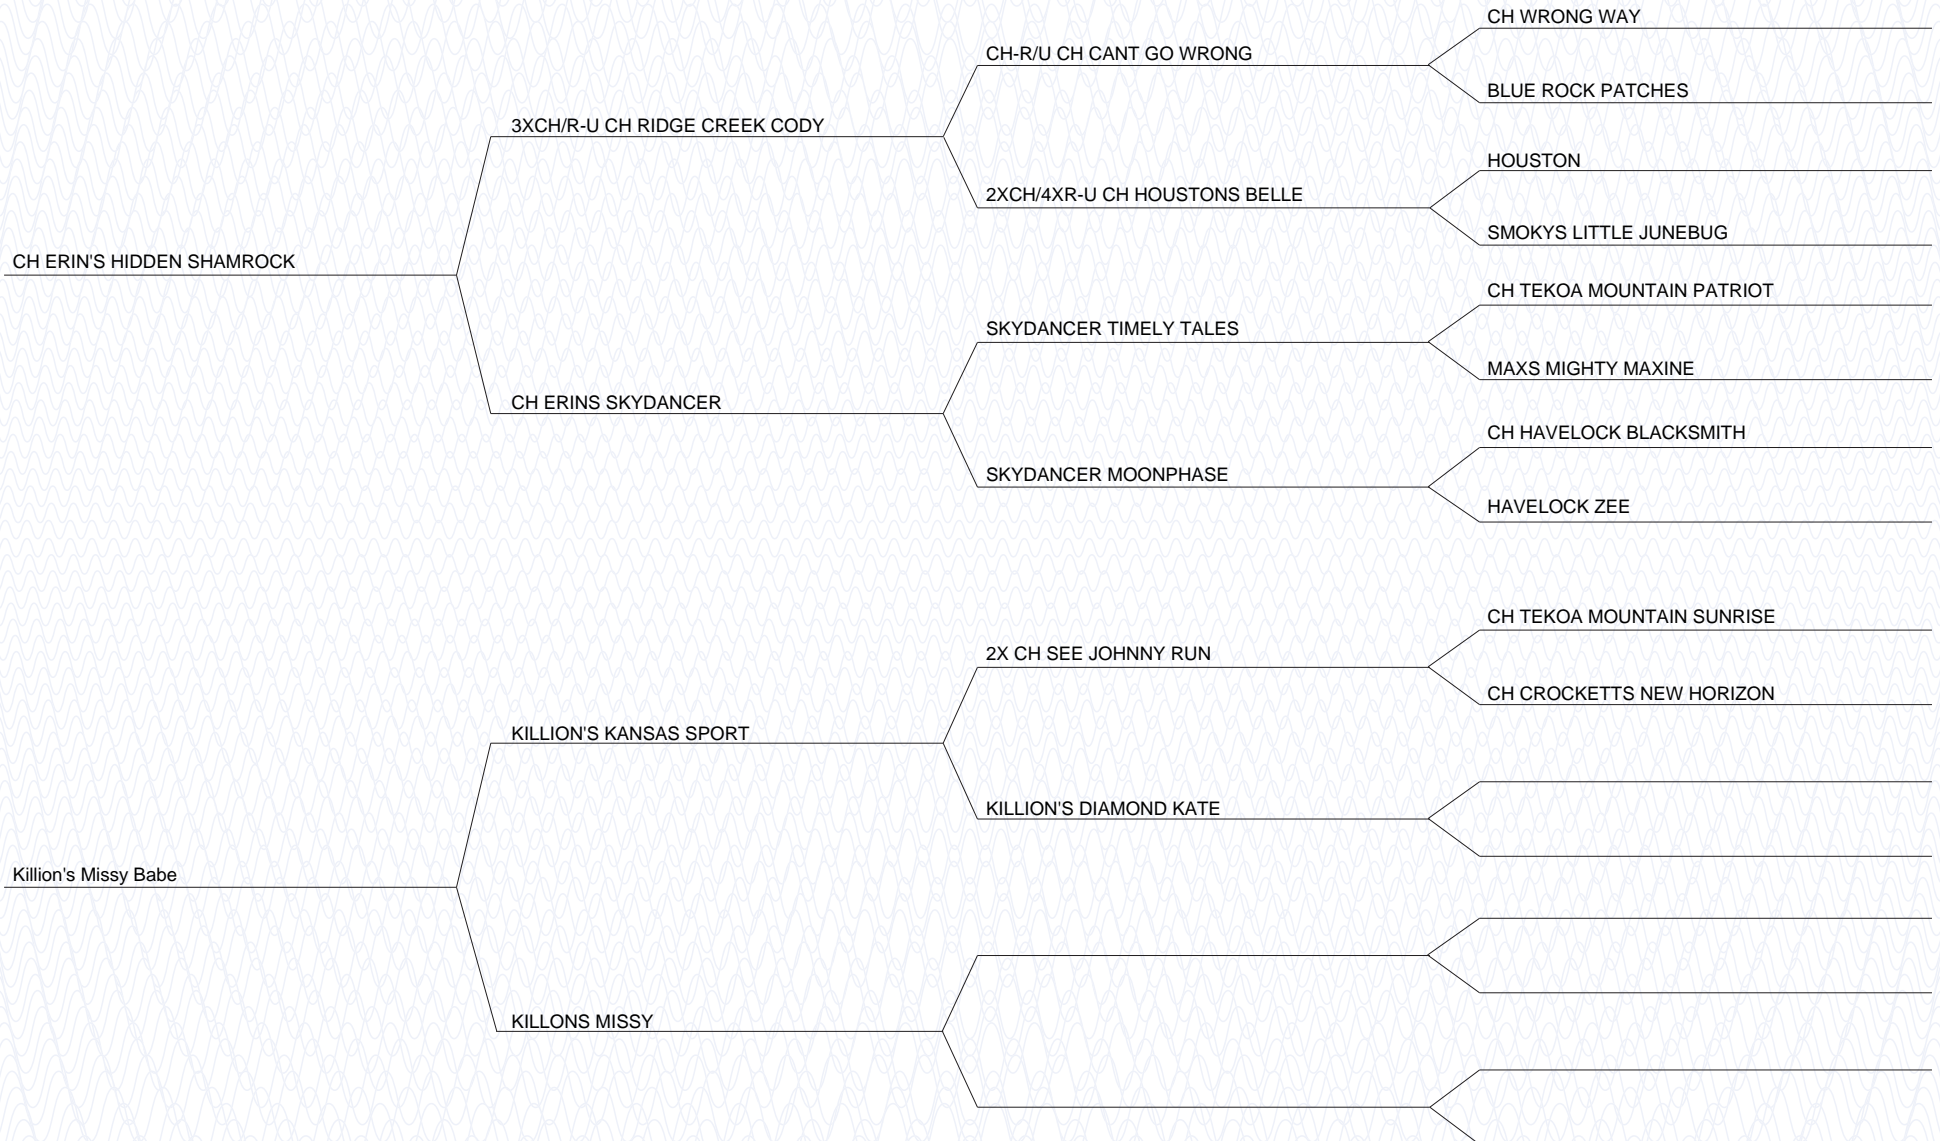 CH WRONG WAY
CH-R/U CH CANT GO WRONG
BLUE ROCK PATCHES
3XCH/R-U CH RIDGE CREEK CODY
HOUSTON
2XCH/4XR-U CH HOUSTONS BELLE
SMOKYS LITTLE JUNEBUG
CH ERIN'S HIDDEN SHAMROCK
CH TEKOA MOUNTAIN PATRIOT
SKYDANCER TIMELY TALES
MAXS MIGHTY MAXINE
CH ERINS SKYDANCER
CH HAVELOCK BLACKSMITH
SKYDANCER MOONPHASE
HAVELOCK ZEE
CH TEKOA MOUNTAIN SUNRISE
2X CH SEE JOHNNY RUN
CH CROCKETTS NEW HORIZON
KILLION'S KANSAS SPORT
KILLION'S DIAMOND KATE
Killion's Missy Babe
KILLONS MISSY